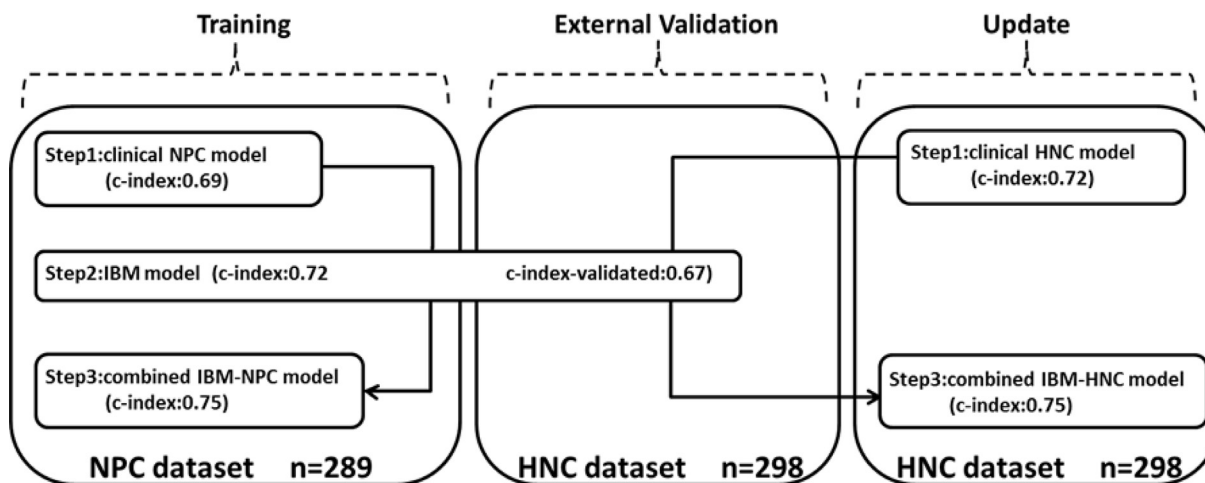 Training
External Validation
Update
Step1:clinical NPC model
(c-index:0.69)
Step1:clinical HNC model
(c-index:0.72)
Step2:IBM model (c-index:0.72 c-index-validated:0.67)
Step3:combined IBM-NPC model
(c-index:0.75)
Step3:combined IBM-HNC model
(c-index:0.75)
NPC dataset n=289
HNC dataset n=298
HNC dataset n=298